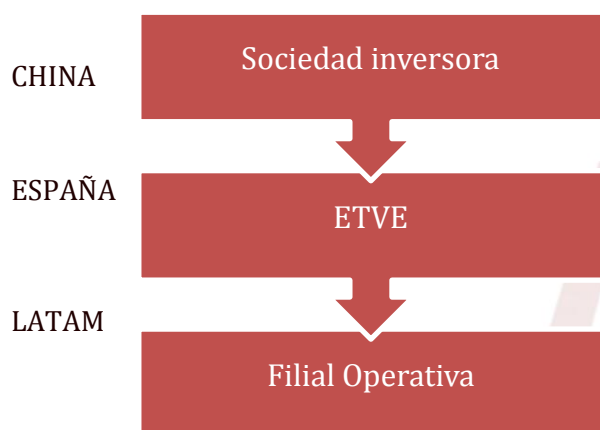 CHINA
Sociedad inversora
ESPAÑA
ETVE
LATAM
Filial Operativa